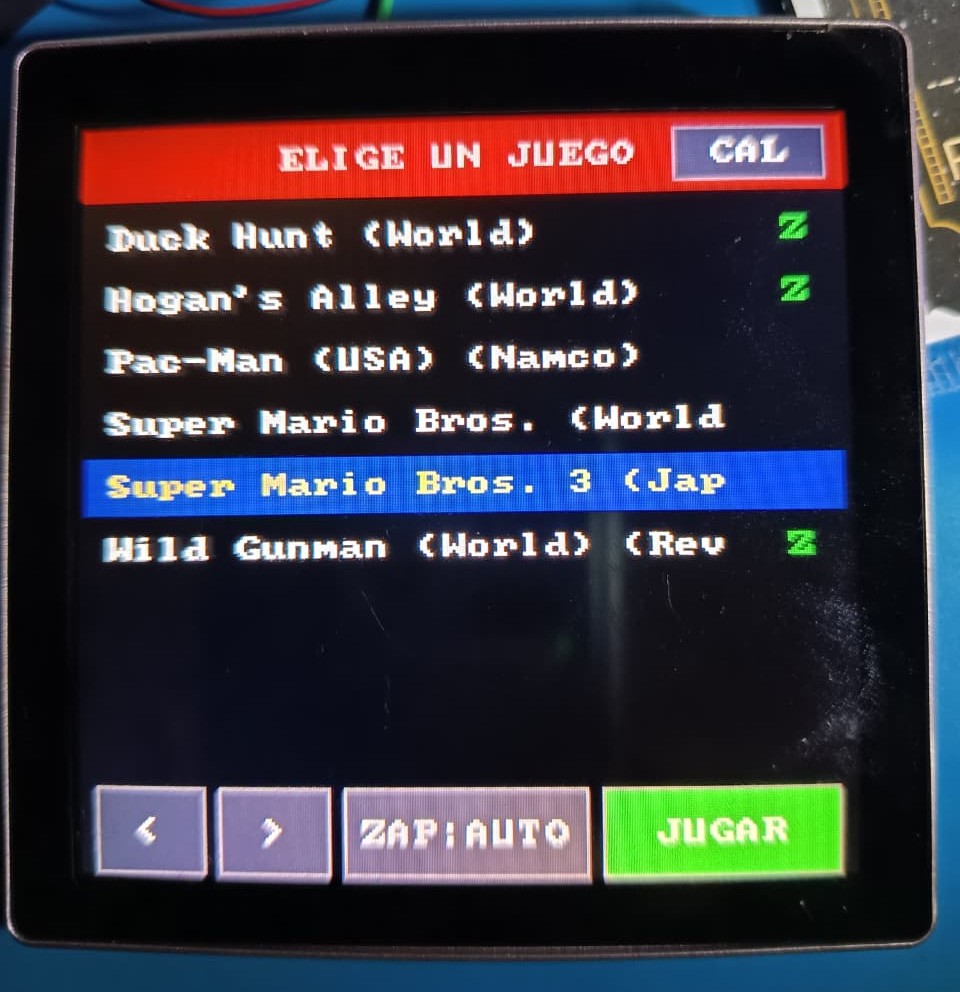 ELIGE UN JUEGO CAL
Duck Hunt (World) Z
Hogan's Alley (World) Z
Pac-Man (USA) (Namco)
Super Mario Bros. (World
Super Mario Bros. 3 (Jap
Wild Gunman (World) (Rev Z
< > ZAP:AUTO JUGAR